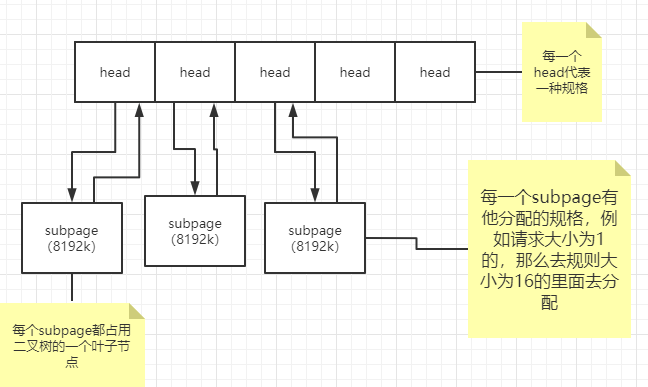 head
head
head
head
head
每一个
head代表
一种规格
subpage
(8192k)
subpage
(8192k)
subpage
(8192k)
每一个subpage有
他分配的规格，例
如请求大小为1
的，那么去规则大
小为16的里面去分
配
每个subpage都占用
二叉树的一个叶子节
点